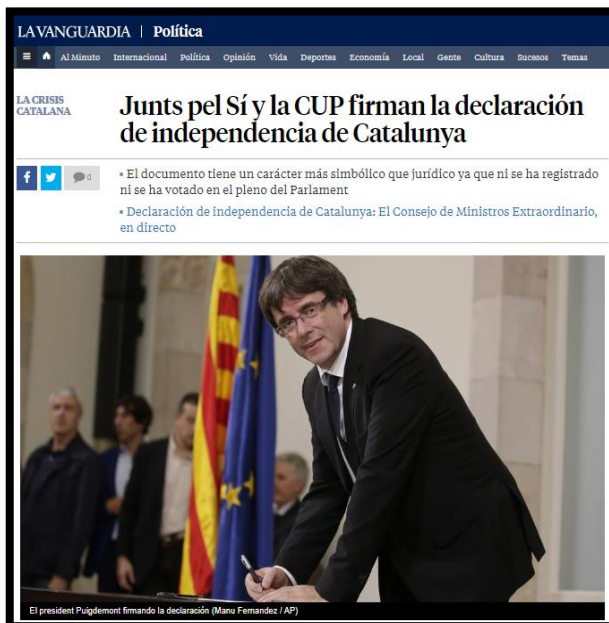 LA VANGUARDIA | Política
Al Minuto Internacional Política Opinión Vida Deportes Economía Local Gente Cultura Sucesos Temas
LA CRISIS
CATALANA
Junts pel Sí y la CUP firman la declaración
de independencia de Catalunya
0
• El documento tiene un carácter más simbólico que jurídico ya que ni se ha registrado
ni se ha votado en el pleno del Parlament
• Declaración de independencia de Catalunya: El Consejo de Ministros Extraordinario,
en directo
El president Puigdemont firmando la declaración (Manu Fernandez / AP)